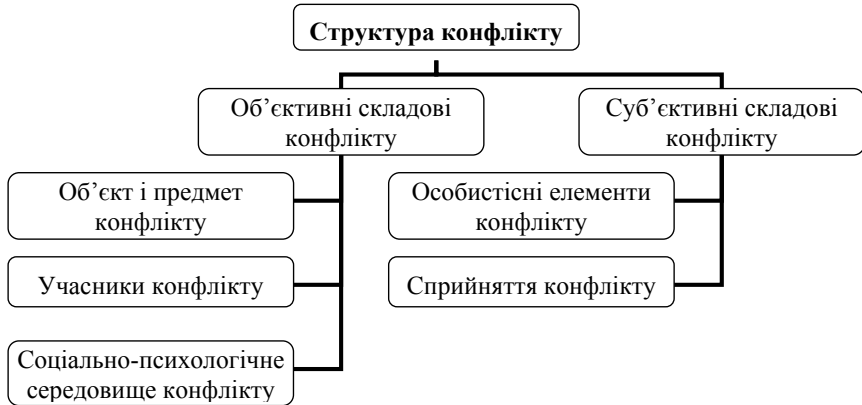 Структура конфлікту
Об’єктивні складові
конфлікту
Суб’єктивні складові
конфлікту
Об’єкт і предмет
конфлікту
Особистісні елементи
конфлікту
Учасники конфлікту
Сприйняття конфлікту
Соціально-психологічне
середовище конфлікту